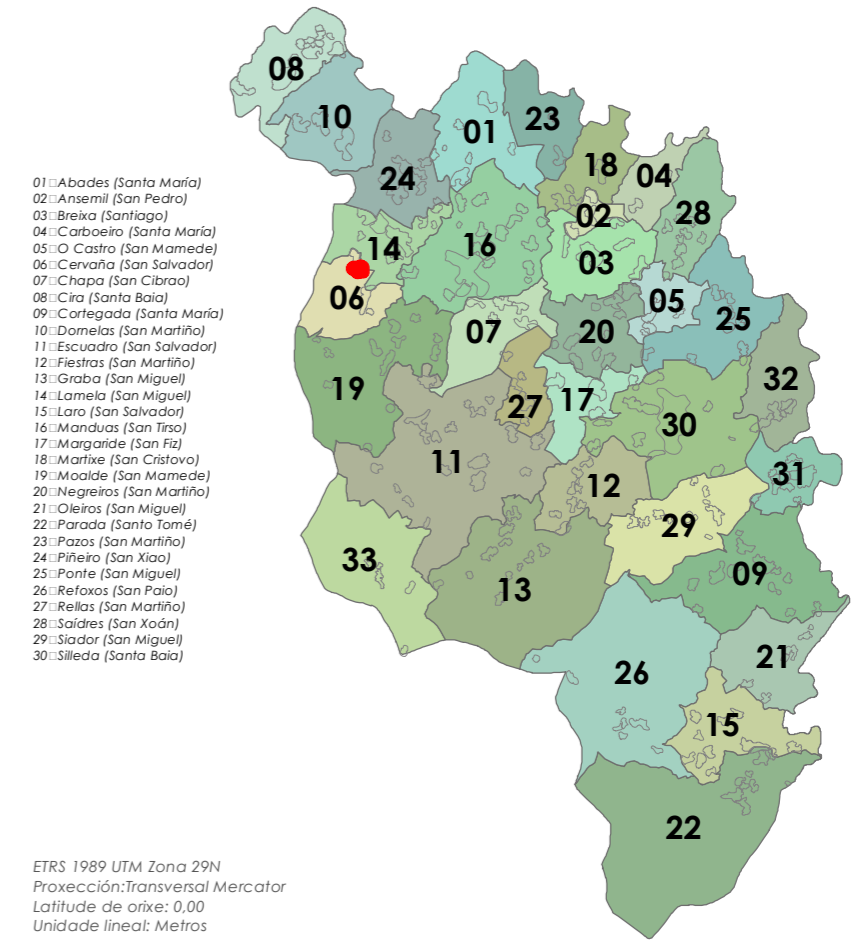 08
10
23
01
18
04
24
02
28
14
16
03
06
05
25
07
20
32
19
27
17
30
11
31
12
29
33
09
13
21
26
15
22
01□Abades (Santa María)
02□Ansemil (San Pedro)
03□Breixa (Santiago)
04□Carboeiro (Santa María)
05□O Castro (San Mamede)
06□Cervaña (San Salvador)
07□Chapa (San Cibrao)
08□Cira (Santa Baia)
09□Cortegada (Santa María)
10□Dornelas (San Martiño)
11□Escuadro (San Salvador)
12□Fiestras (San Martiño)
13□Graba (San Miguel)
14□Lamela (San Miguel)
15□Laro (San Salvador)
16□Manduas (San Tirso)
17□Margaride (San Fiz)
18□Martixe (San Cristovo)
19□Moalde (San Mamede)
20□Negreiros (San Martiño)
21□Oleiros (San Miguel)
22□Parada (Santo Tomé)
23□Pazos (San Martiño)
24□Piñeiro (San Xiao)
25□Ponte (San Miguel)
26□Refoxos (San Paio)
27□Rellas (San Martiño)
28□Saídres (San Xoán)
29□Siador (San Miguel)
30□Silleda (Santa Baia)
ETRS 1989 UTM Zona 29N
Proxección:Transversal Mercator
Latitude de orixe: 0,00
Unidade lineal: Metros